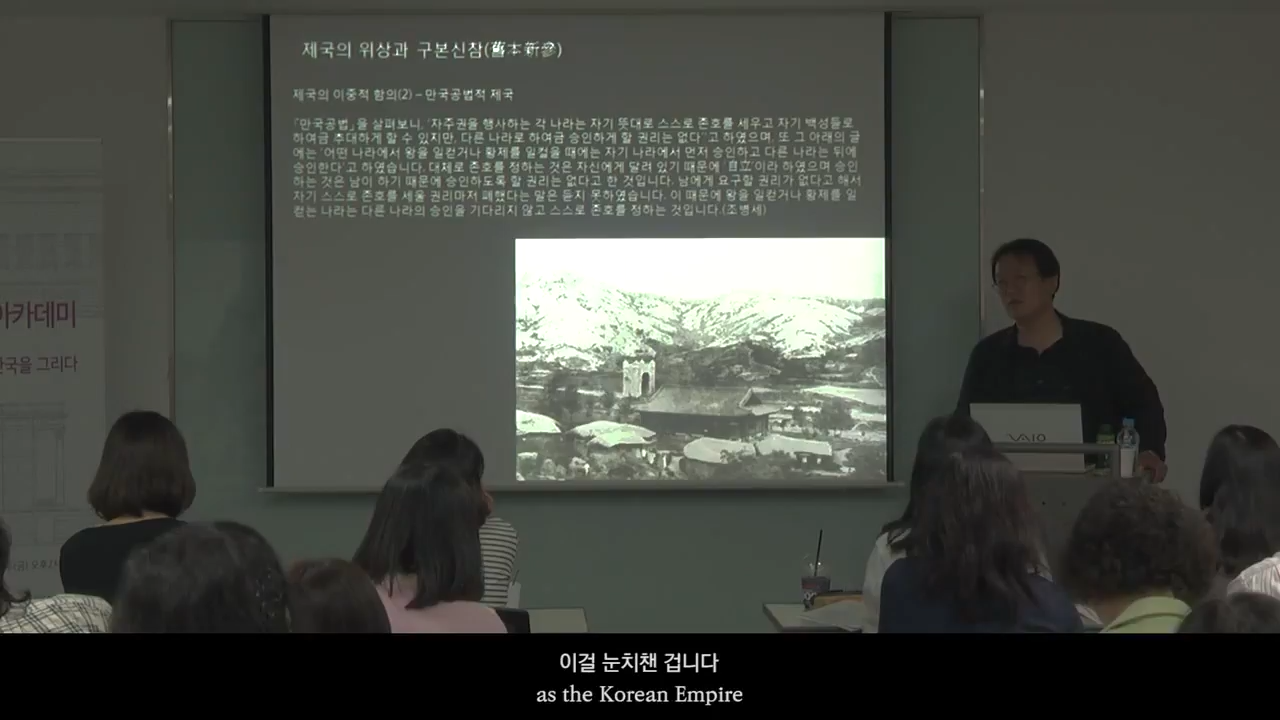 제국의 위상과 구본신참(舊本新參)
제국의 이중적 함의(2) – 만국공법적 제국
『만국공법』을 살펴보니, '자주권을 행사하는 각 나라는 자기 뜻대로 스스로 존호를 세우고 자기 백성들로
하여금 추대하게 할 수 있지만, 다른 나라로 하여금 승인하게 할 권리는 없다'고 하였으며, 또 그 아래의 글
에는 '어떤 나라에서 왕을 일컫거나 황제를 일컬을 때에는 자기 나라에서 먼저 승인하고 다른 나라는 뒤에
승인한다'고 하였습니다. 대체로 존호를 정하는 것은 자신에게 달려 있기 때문에 '自立'이라 하였으며 승인
하는 것은 남이 하기 때문에 승인하도록 할 권리는 없다고 한 것입니다. 남에게 요구할 권리가 없다고 해서
자기 스스로 존호를 세울 권리마저 폐했다는 말은 듣지 못하였습니다. 이 때문에 왕을 일컫거나 황제를 일
컫는 나라는 다른 나라의 승인을 기다리지 않고 스스로 존호를 정하는 것입니다.(조병세)
아카데미
그리다
VAIO
이걸 눈치챈 겁니다
as the Korean Empire